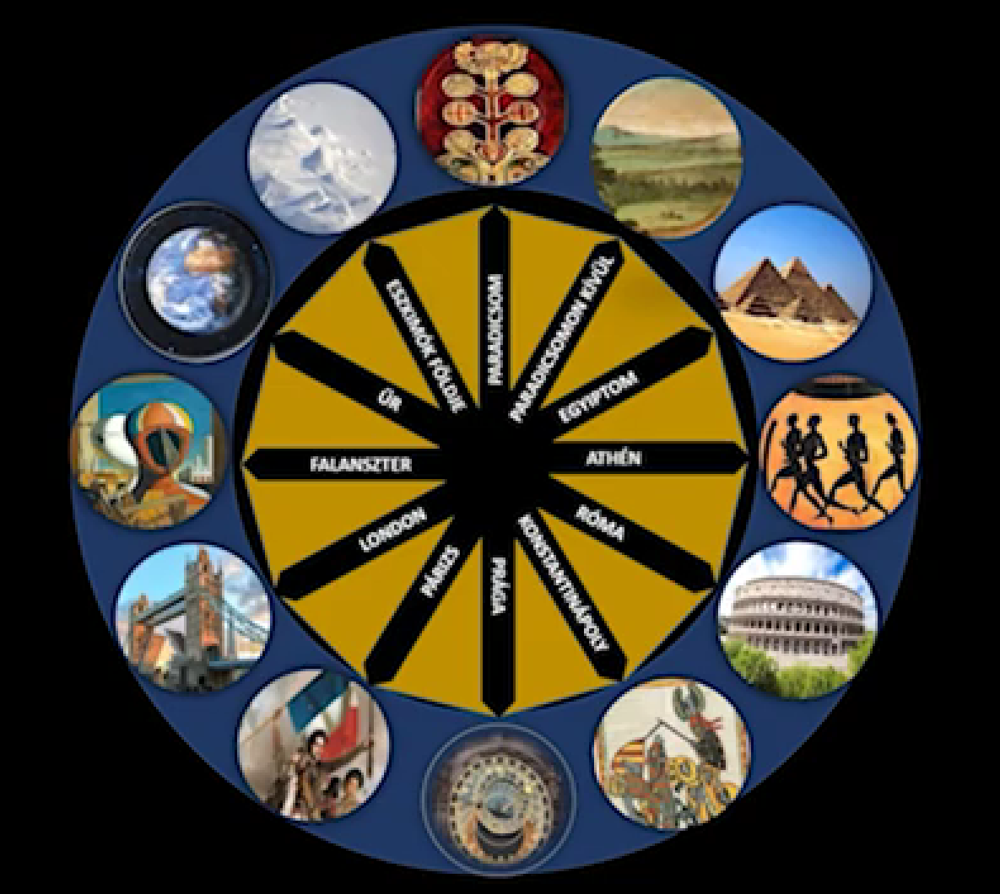 PARADICSOM
PARADICSOMON KÍVÜL
EGYIPTOM
ATHÉN
RÓMA
KONSTANTINÁPOLY
PRÁGA
PÁRIZS
LONDON
FALANSZTER
ŰR
ESZKIMÓK FÖLDJE